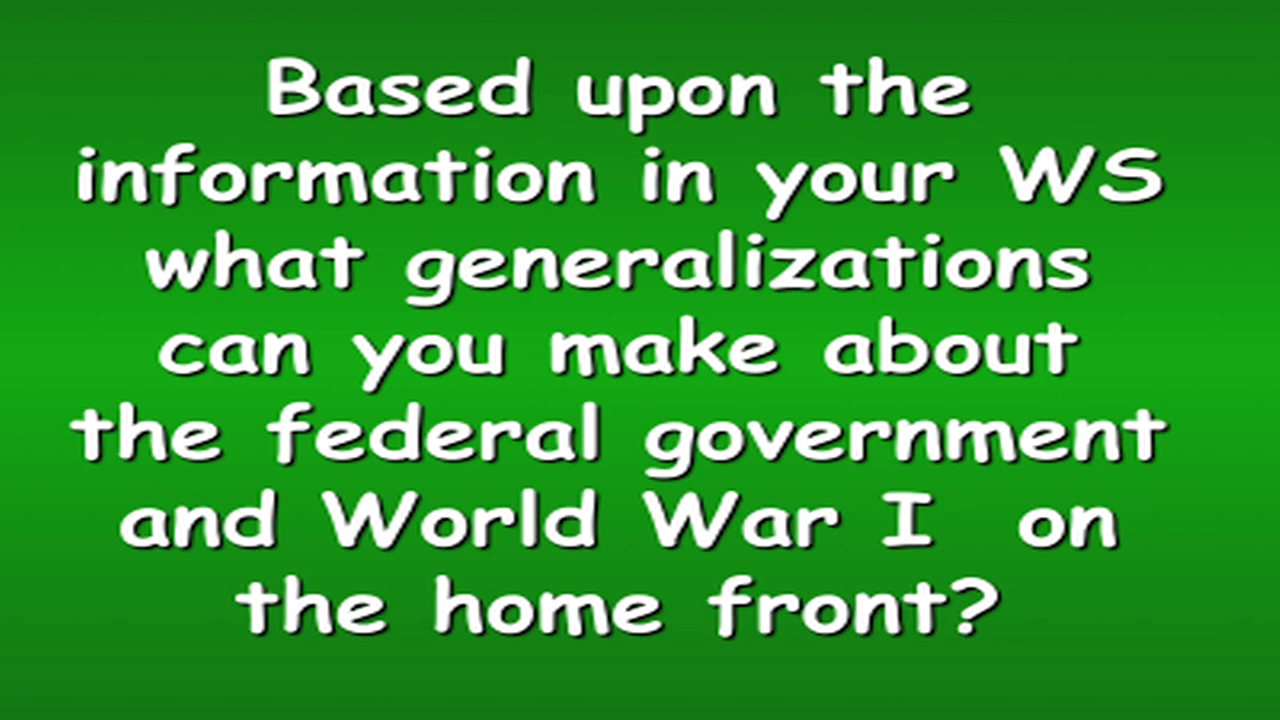 Based upon the
information in your WS
what generalizations
can you make about
the federal government
and World War I on
the home front?